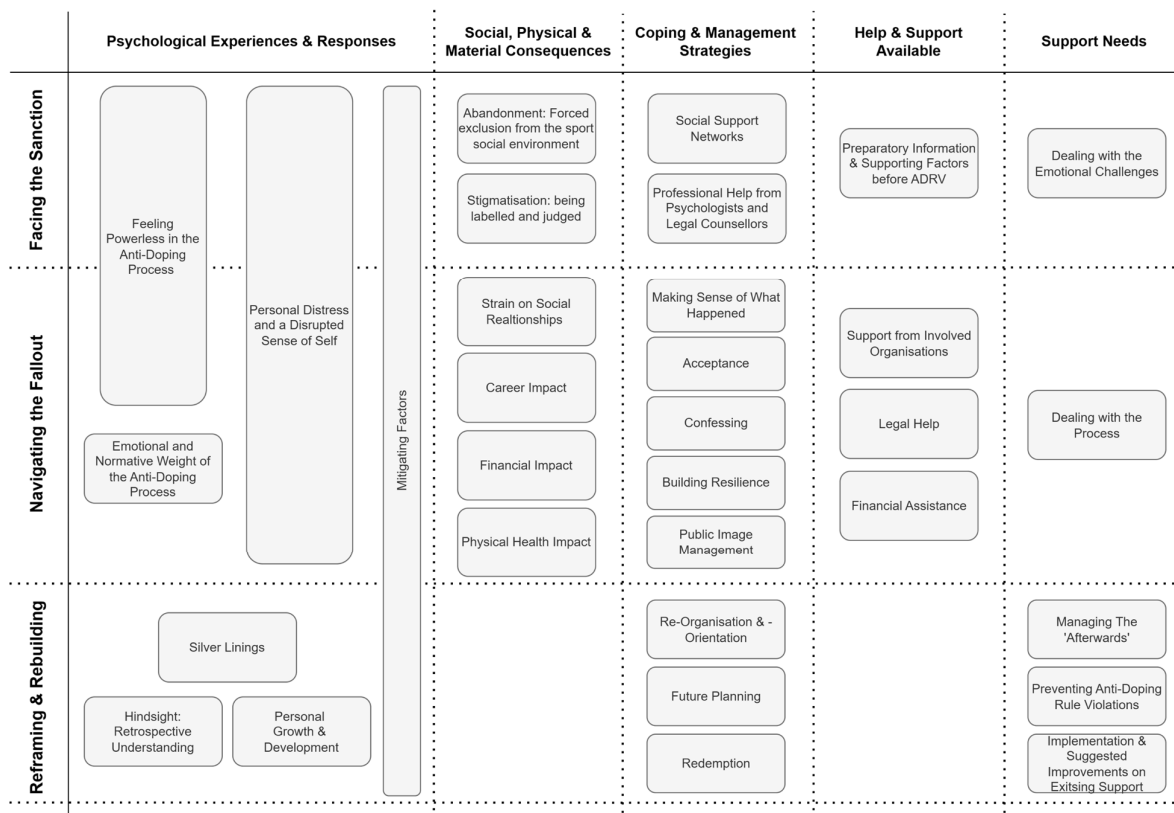 Psychological Experiences & Responses
Social, Physical &
Material Consequences
Coping & Management
Strategies
Help & Support
Available
Support Needs
Facing the Sanction
Feeling
Powerless in the
Anti-Doping
Process
Personal Distress
and a Disrupted
Sense of Self
Mitigating Factors
Abandonment: Forced
exclusion from the sport
social environment
Stigmatisation: being
labelled and judged
Social Support
Networks
Professional Help from
Psychologists and
Legal Counsellors
Preparatory Information
& Supporting Factors
before ADRV
Dealing with the
Emotional Challenges
Navigating the Fallout
Emotional and
Normative Weight of
the Anti-Doping
Process
Strain on Social
Realtionships
Career Impact
Financial Impact
Physical Health Impact
Making Sense of What
Happened
Acceptance
Confessing
Building Resilience
Public Image
Management
Support from Involved
Organisations
Legal Help
Financial Assistance
Dealing with the
Process
Reframing & Rebuilding
Silver Linings
Hindsight:
Retrospective
Understanding
Personal
Growth &
Development
Re-Organisation & -
Orientation
Future Planning
Redemption
Managing The
'Afterwards'
Preventing Anti-Doping
Rule Violations
Implementation &
Suggested
Improvements on
Exitsing Support